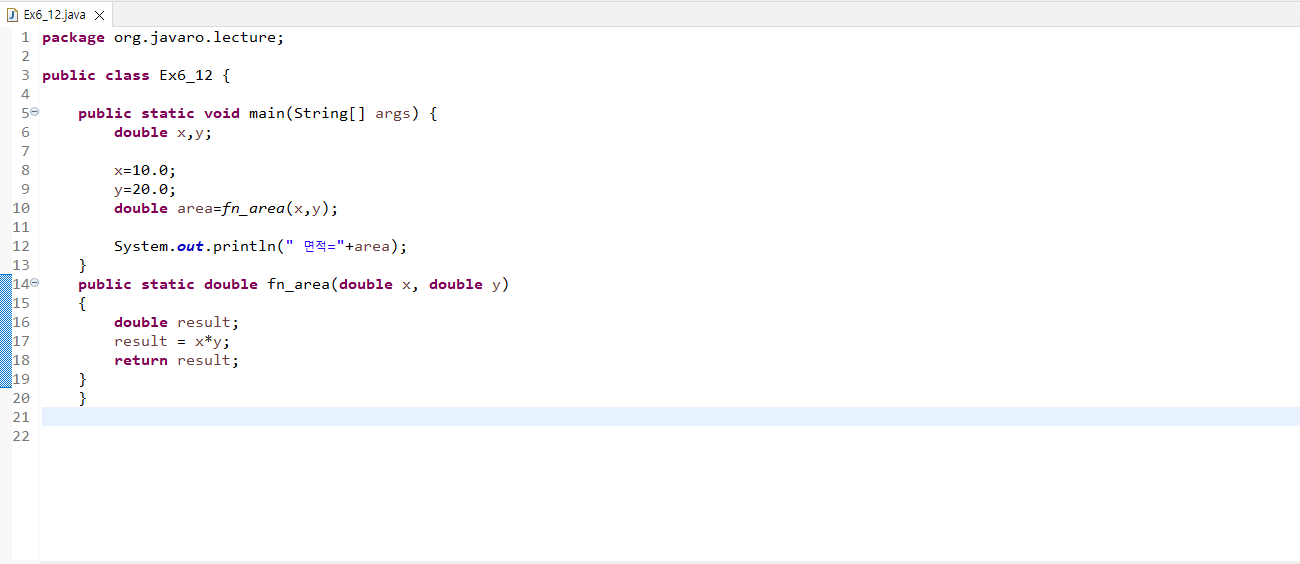 Ex6_12.java
1 package org.javaro.lecture;
2
3 public class Ex6_12 {
4
5     public static void main(String[] args) {
6         double x,y;
7
8         x=10.0;
9         y=20.0;
10         double area=fn_area(x,y);
11
12         System.out.println(" 면적="+area);
13     }
14     public static double fn_area(double x, double y)
15     {
16         double result;
17         result = x*y;
18         return result;
19     }
20     }
21
22